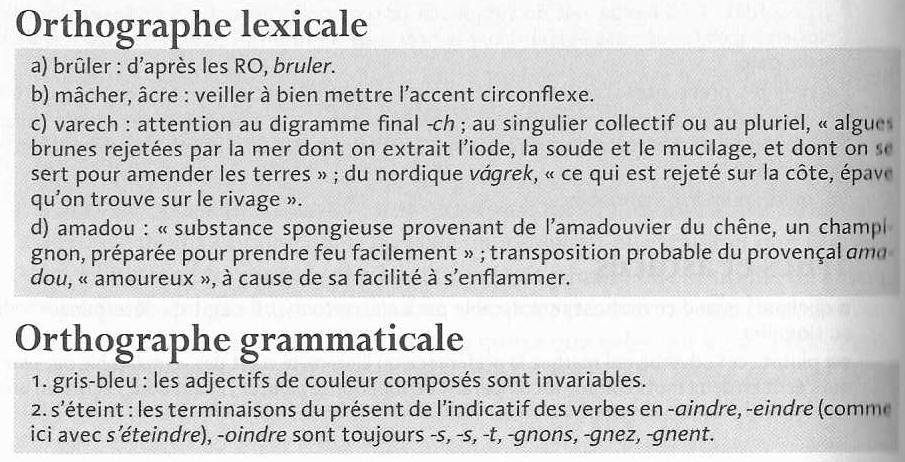 Orthographe lexicale
a) brûler : d'après les RO, bruler.
b) mâcher, âcre : veiller à bien mettre l'accent circonflexe.
c) varech : attention au digramme final -ch ; au singulier collectif ou au pluriel, « algues
brunes rejetées par la mer dont on extrait l'iode, la soude et le mucilage, et dont on se
sert pour amender les terres » ; du nordique vágrek, « ce qui est rejeté sur la côte, épave
qu'on trouve sur le rivage ».
d) amadou : « substance spongieuse provenant de l'amadouvier du chêne, un champi-
gnon, préparée pour prendre feu facilement » ; transposition probable du provençal ama-
dou, « amoureux », à cause de sa facilité à s'enflammer.
Orthographe grammaticale
1. gris-bleu : les adjectifs de couleur composés sont invariables.
2. s'éteint : les terminaisons du présent de l'indicatif des verbes en -aindre, -eindre (comme
ici avec s'éteindre), -oindre sont toujours -s, -s, -t, -gnons, -gnez, -gnent.